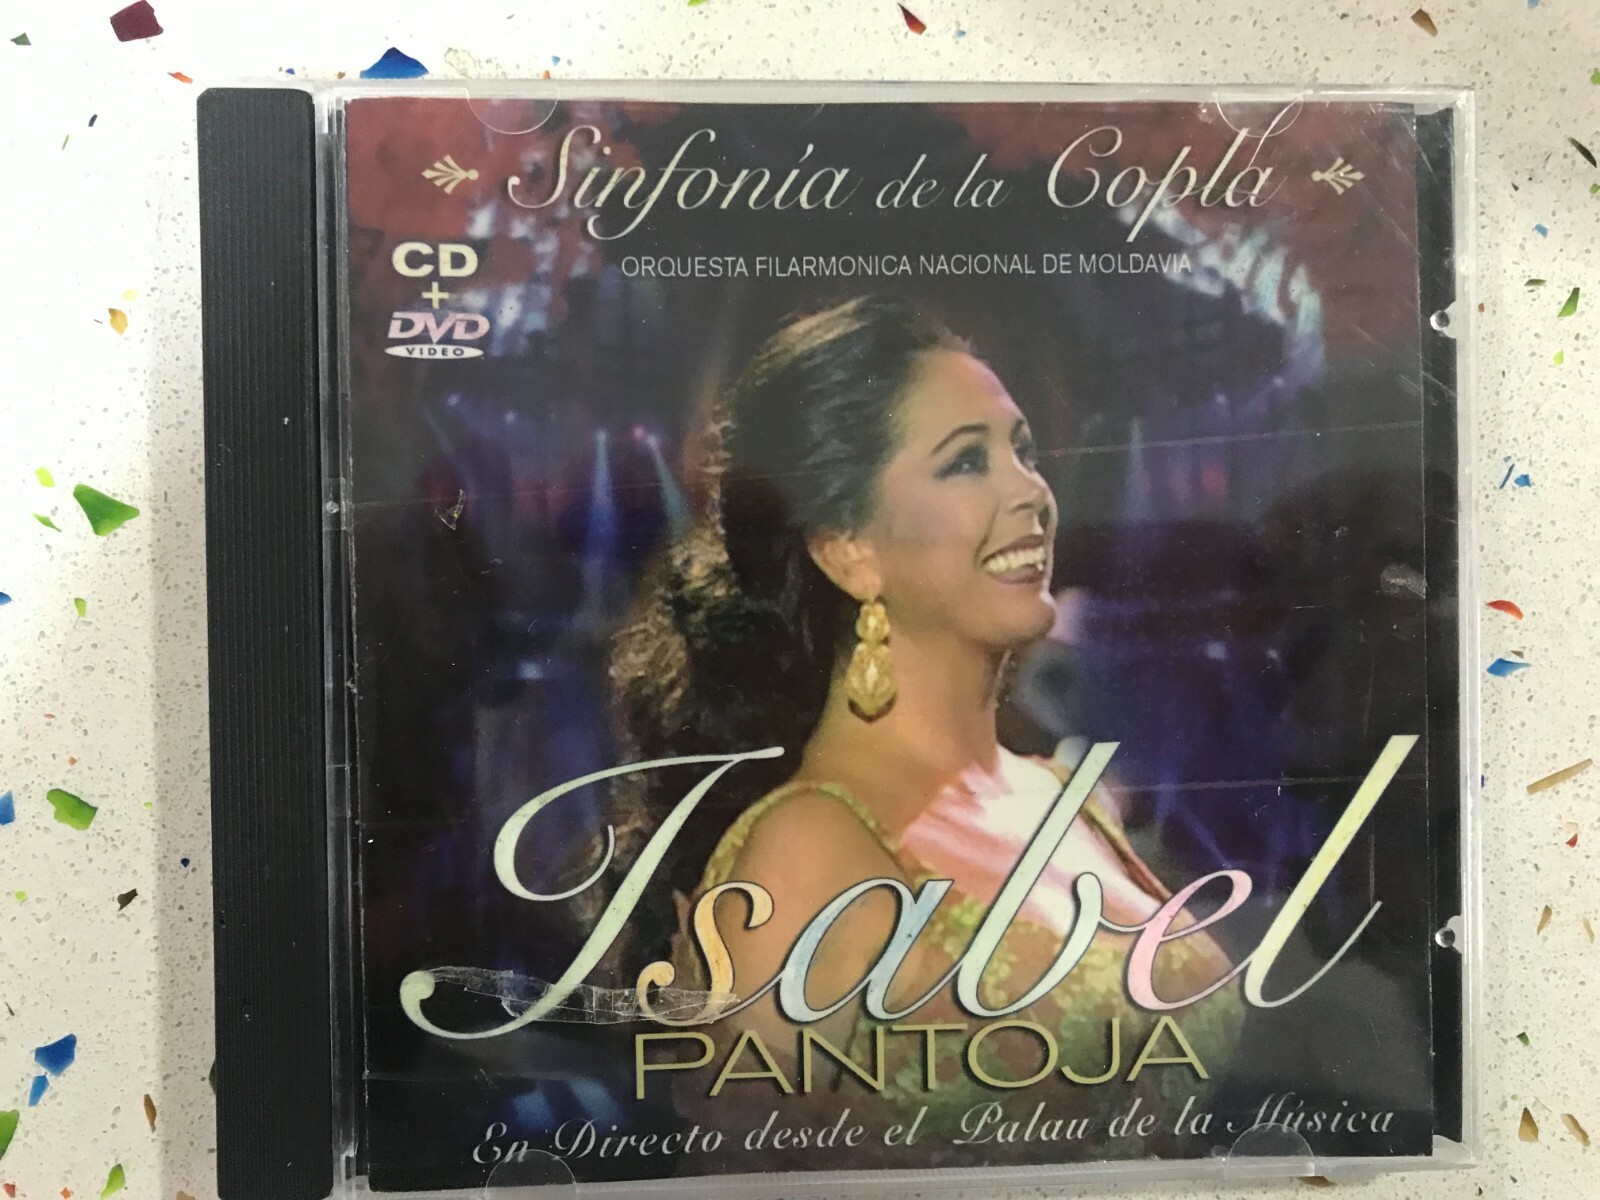 Sinfonía de la Copla
ORQUESTA FILARMONICA NACIONAL DE MOLDAVIA
CD
+
DVD
VIDEO
Isabel
PANTOJA
En Directo desde el Palau de la Música